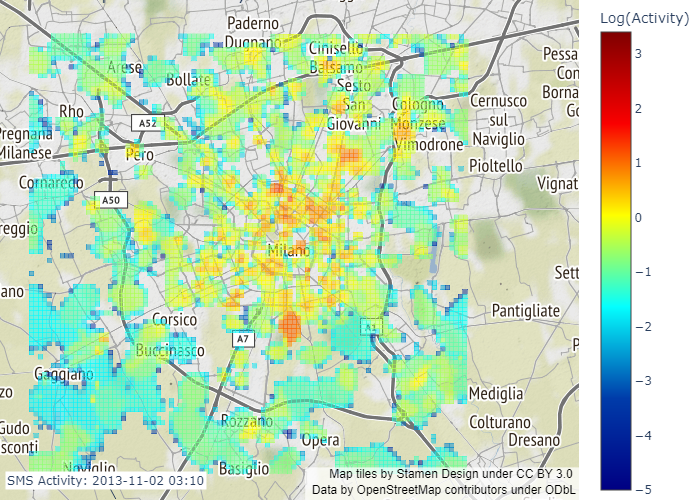 Log(Activity)
Paderno
Dugnano
Cinisello
Balsamo
Pessa
Arese
Bollate
Sesto
San
Giovanni
Cologno
Monzese
Cernusco
sul
Naviglio
Rho
A52
Pregnana
Milanese
Pero
Vimodrone
Pioltello
Cornaredo
A50
Vignat
reggio
Milano
Sett
ano
Pantigliate
Corsico
A7
A1
Buccinasco
Gaggiano
Mediglia
Rozzano
Colturano
Dresano
Opera
Gudo
sconti
Noviglio
Basiglio
SMS Activity: 2013-11-02 03:10
Map tiles by Stamen Design under CC BY 3.0
Data by OpenStreetMap contributors under ODbL
3
2
1
0
−1
−2
−3
−4
−5